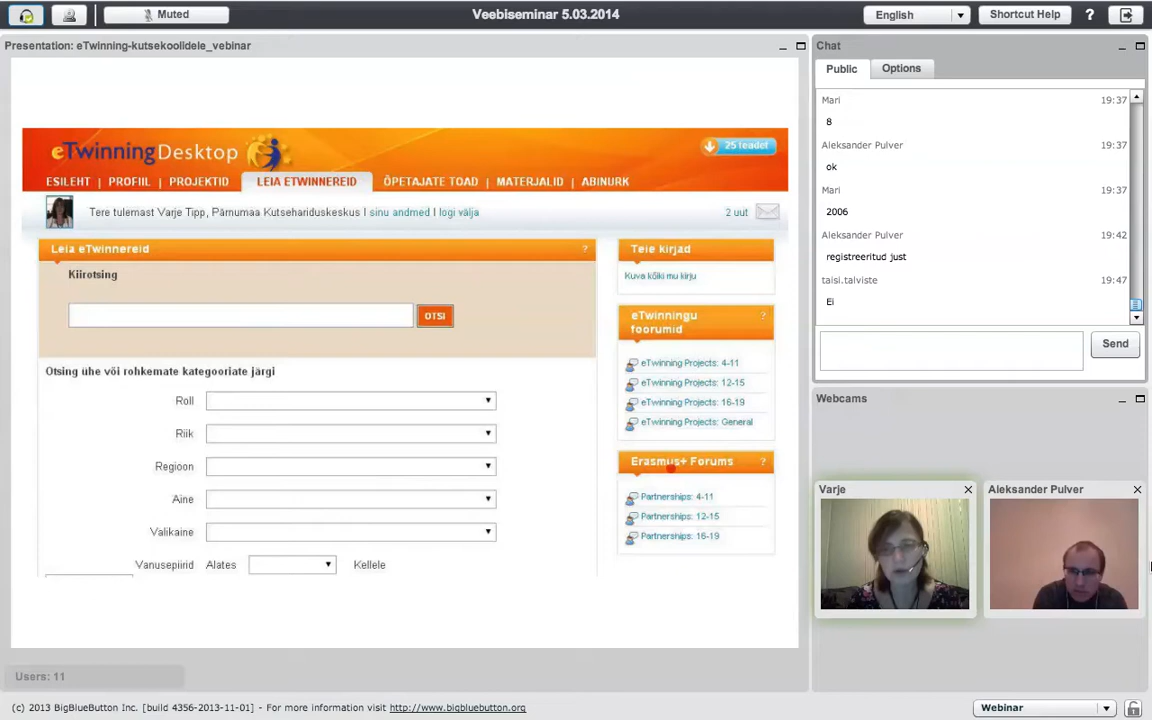 Muted
Veebiseminar 5.03.2014
English
Shortcut Help
?
Presentation: eTwinning-kutsekoolidele_vebinar
eTwinningDesktop
25 teadet
ESILEHT | PROFIIL | PROJEKTID
LEIA ETWINNEREID
ÕPETAJATE TOAD | MATERJALID | ABINURK
Tere tulemast Varje Tipp, Pärnumaa Kutsehariduskeskus | sinu andmed | logi välja
2 uut
Leia eTwinnereid
?
Kiirotsing
OTSI
Otsing ühe või rohkemate kategooriate järgi
Roll
Riik
Regioon
Aine
Valikaine
Vanusepiirid Alates Kellele
Teie kirjad
Kuva kõiki mu kirju
eTwinningu
foorumid
?
eTwinning Projects: 4-11
eTwinning Projects: 12-15
eTwinning Projects: 16-19
eTwinning Projects: General
Erasmus+ Forums
?
Partnerships: 4-11
Partnerships: 12-15
Partnerships: 16-19
Users: 11
Chat
Public
Options
Mari 19:37
8
Aleksander Pulver 19:37
ok
Mari 19:37
2006
Aleksander Pulver 19:42
registreeritud just
taisi.talviste 19:47
Ei
Send
Webcams
Varje
Aleksander Pulver
(c) 2013 BigBlueButton Inc. [build 4356-2013-11-01] - For more information visit http://www.bigbluebutton.org
Webinar